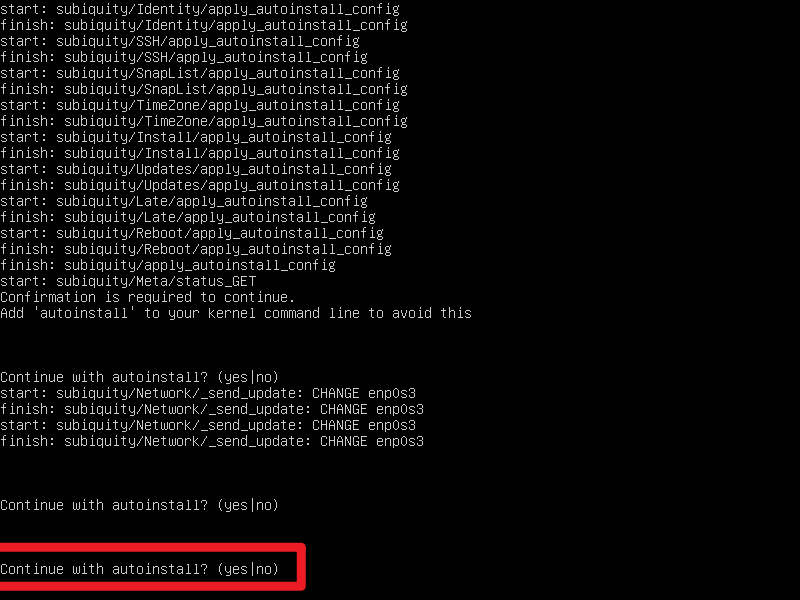 start: subiquity/Identity/apply_autoinstall_config
finish: subiquity/Identity/apply_autoinstall_config
start: subiquity/SSH/apply_autoinstall_config
finish: subiquity/SSH/apply_autoinstall_config
start: subiquity/SnapList/apply_autoinstall_config
finish: subiquity/SnapList/apply_autoinstall_config
start: subiquity/TimeZone/apply_autoinstall_config
finish: subiquity/TimeZone/apply_autoinstall_config
start: subiquity/Install/apply_autoinstall_config
finish: subiquity/Install/apply_autoinstall_config
start: subiquity/Updates/apply_autoinstall_config
finish: subiquity/Updates/apply_autoinstall_config
start: subiquity/Late/apply_autoinstall_config
finish: subiquity/Late/apply_autoinstall_config
start: subiquity/Reboot/apply_autoinstall_config
finish: subiquity/Reboot/apply_autoinstall_config
finish: subiquity/apply_autoinstall_config
start: subiquity/Meta/status_GET
Confirmation is required to continue.
Add 'autoinstall' to your kernel command line to avoid this
Continue with autoinstall? (yes|no)
start: subiquity/Network/_send_update: CHANGE enp0s3
finish: subiquity/Network/_send_update: CHANGE enp0s3
start: subiquity/Network/_send_update: CHANGE enp0s3
finish: subiquity/Network/_send_update: CHANGE enp0s3
Continue with autoinstall? (yes|no)
Continue with autoinstall? (yes|no)